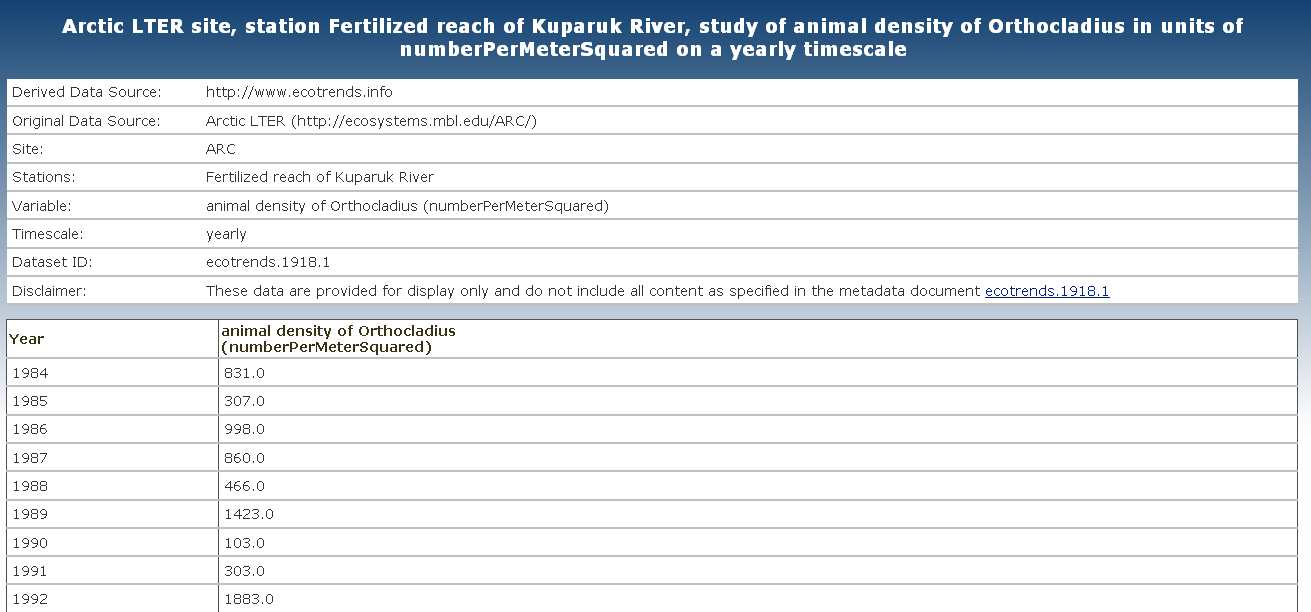 Arctic LTER site, station Fertilized reach of Kuparuk River, study of animal density of Orthocladius in units of
numberPerMeterSquared on a yearly timescale
Derived Data Source: http://www.ecotrends.info
Original Data Source: Arctic LTER (http://ecosystems.mbl.edu/ARC/)
Site: ARC
Stations: Fertilized reach of Kuparuk River
Variable: animal density of Orthocladius (numberPerMeterSquared)
Timescale: yearly
Dataset ID: ecotrends.1918.1
Disclaimer: These data are provided for display only and do not include all content as specified in the metadata document ecotrends.1918.1
Year animal density of Orthocladius
(numberPerMeterSquared)
1984 831.0
1985 307.0
1986 998.0
1987 860.0
1988 466.0
1989 1423.0
1990 103.0
1991 303.0
1992 1883.0